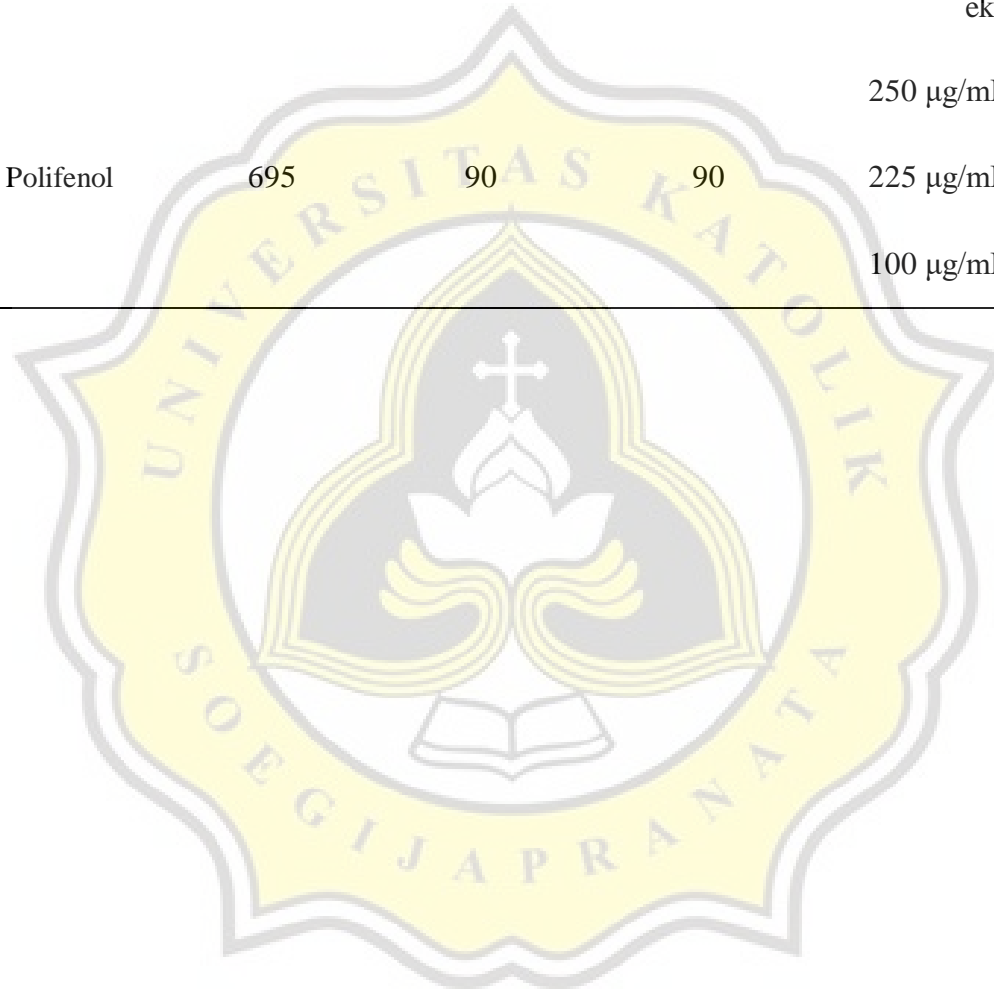 ek
250 μg/ml
Polifenol 695 90 90 225 μg/ml
100 μg/ml
UNIVERSITAS KATOLIK
SOEGIJAPRANATA